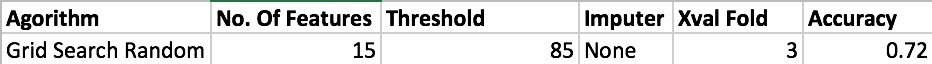 Agorithm No. Of Features Threshold Imputer Xval Fold Accuracy
Grid Search Random 15 85 None 3 0.72